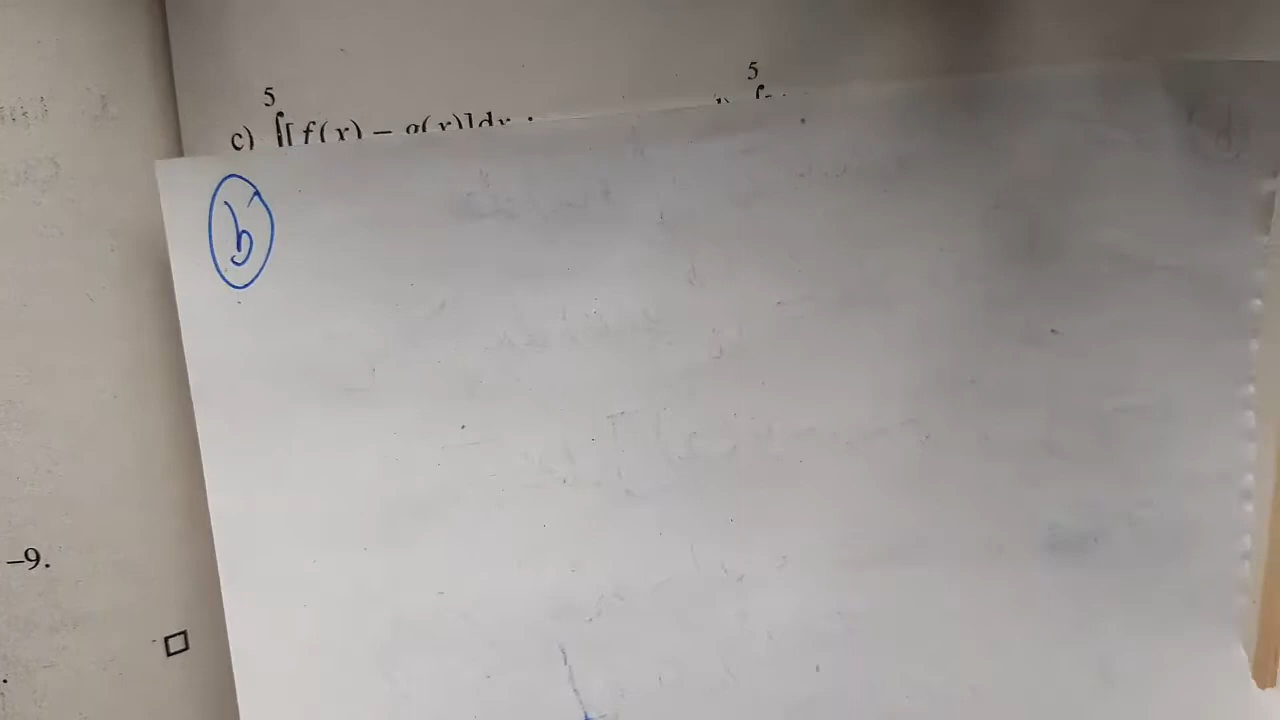 5
5
c) ∫[f(x) – g(x)]dx ;
b
–9.